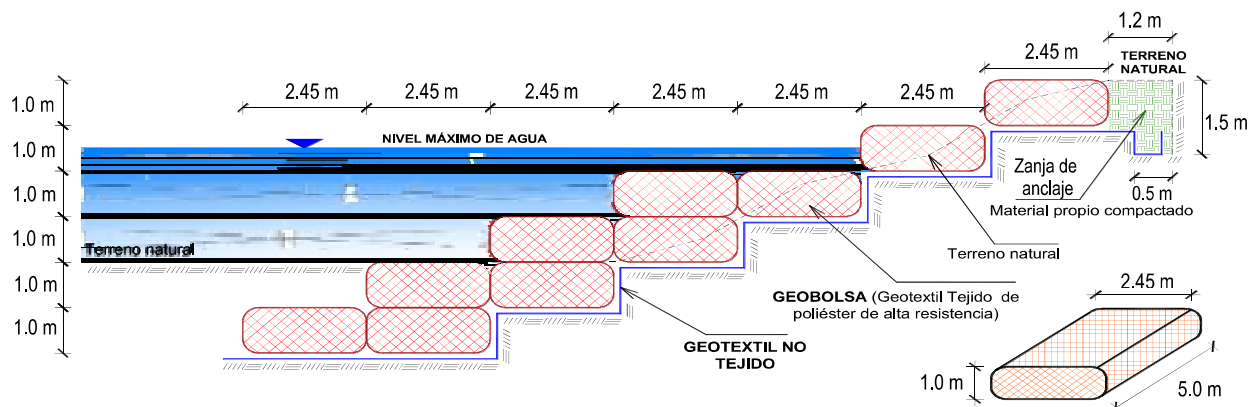 1.2 m
2.45 m
TERRENO
NATURAL
2.45 m
2.45 m
2.45 m
2.45 m
2.45 m
1.0 m
1.0 m
1.0 m
1.0 m
1.0 m
1.0 m
NIVEL MÁXIMO DE AGUA
1.5 m
Zanja de
anclaje
0.5 m
Material propio compactado
Terreno natural
Terreno natural
GEOBOLSA (Geotextil Tejido de
poliéster de alta resistencia)
GEOTEXTIL NO
TEJIDO
2.45 m
1.0 m
5.0 m